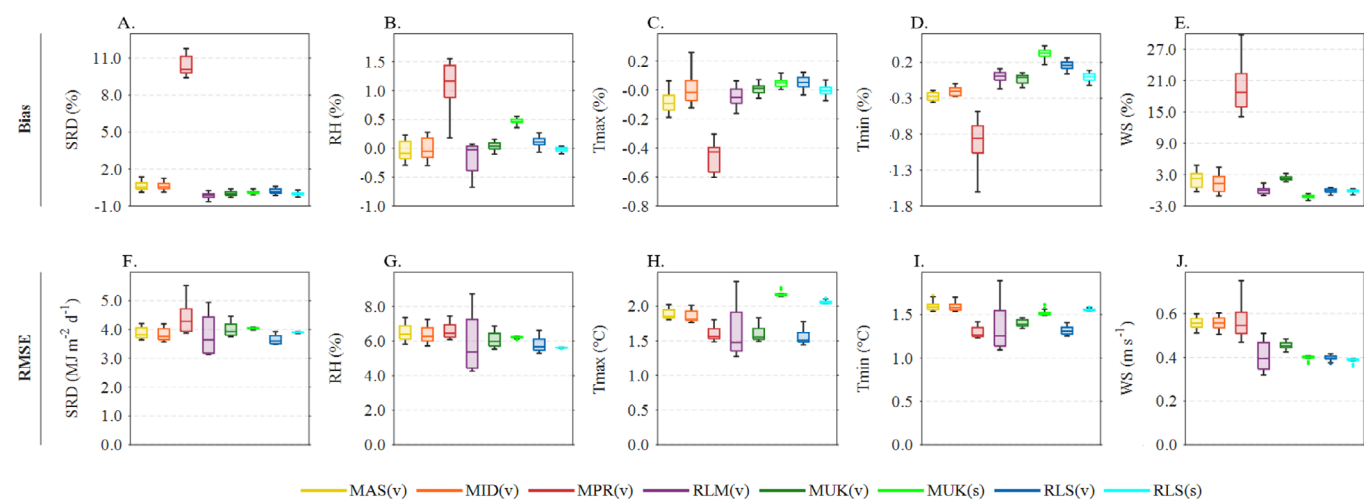 A.
B.
C.
D.
E.
Bias
SRD (%)
11.0
8.0
5.0
2.0
-1.0
RH (%)
1.5
1.0
0.5
0.0
-0.5
-1.0
Tmax (%)
0.2
-0.0
-0.2
-0.4
-0.6
-0.8
Tmin (%)
0.2
-0.3
-0.8
-1.3
-1.8
WS (%)
27.0
21.0
15.0
9.0
3.0
-3.0
F.
G.
H.
I.
J.
RMSE
SRD (MJ m⁻² d⁻¹)
5.0
4.0
3.0
2.0
1.0
0.0
RH (%)
8.0
6.0
4.0
2.0
0.0
Tmax (°C)
2.0
1.5
1.0
0.5
0.0
Tmin (°C)
1.5
1.0
0.5
0.0
WS (m s⁻¹)
0.6
0.4
0.2
0.0
MAS(v) MID(v) MPR(v) RLM(v) MUK(v) MUK(s) RLS(v) RLS(s)